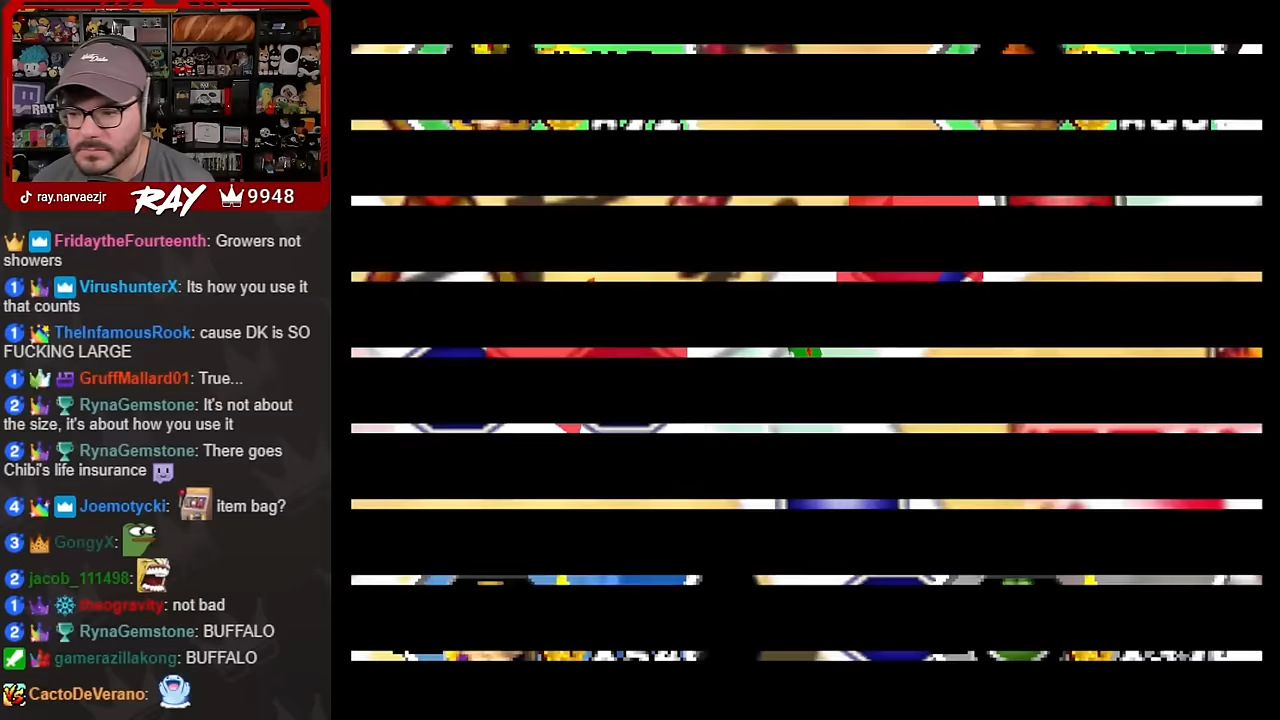 ray.narvaezjr RAY 9948
FridaytheFourteenth: Growers not
showers
VirushunterX: Its how you use it
that counts
TheInfamousRook: cause DK is SO
FUCKING LARGE
GruffMallard01: True...
RynaGemstone: It's not about
the size, it's about how you use it
RynaGemstone: There goes
Chibi's life insurance
Joemotycki: item bag?
GongyX:
jacob_111498:
theogravity: not bad
RynaGemstone: BUFFALO
gamerazillakong: BUFFALO
CactoDeVerano: